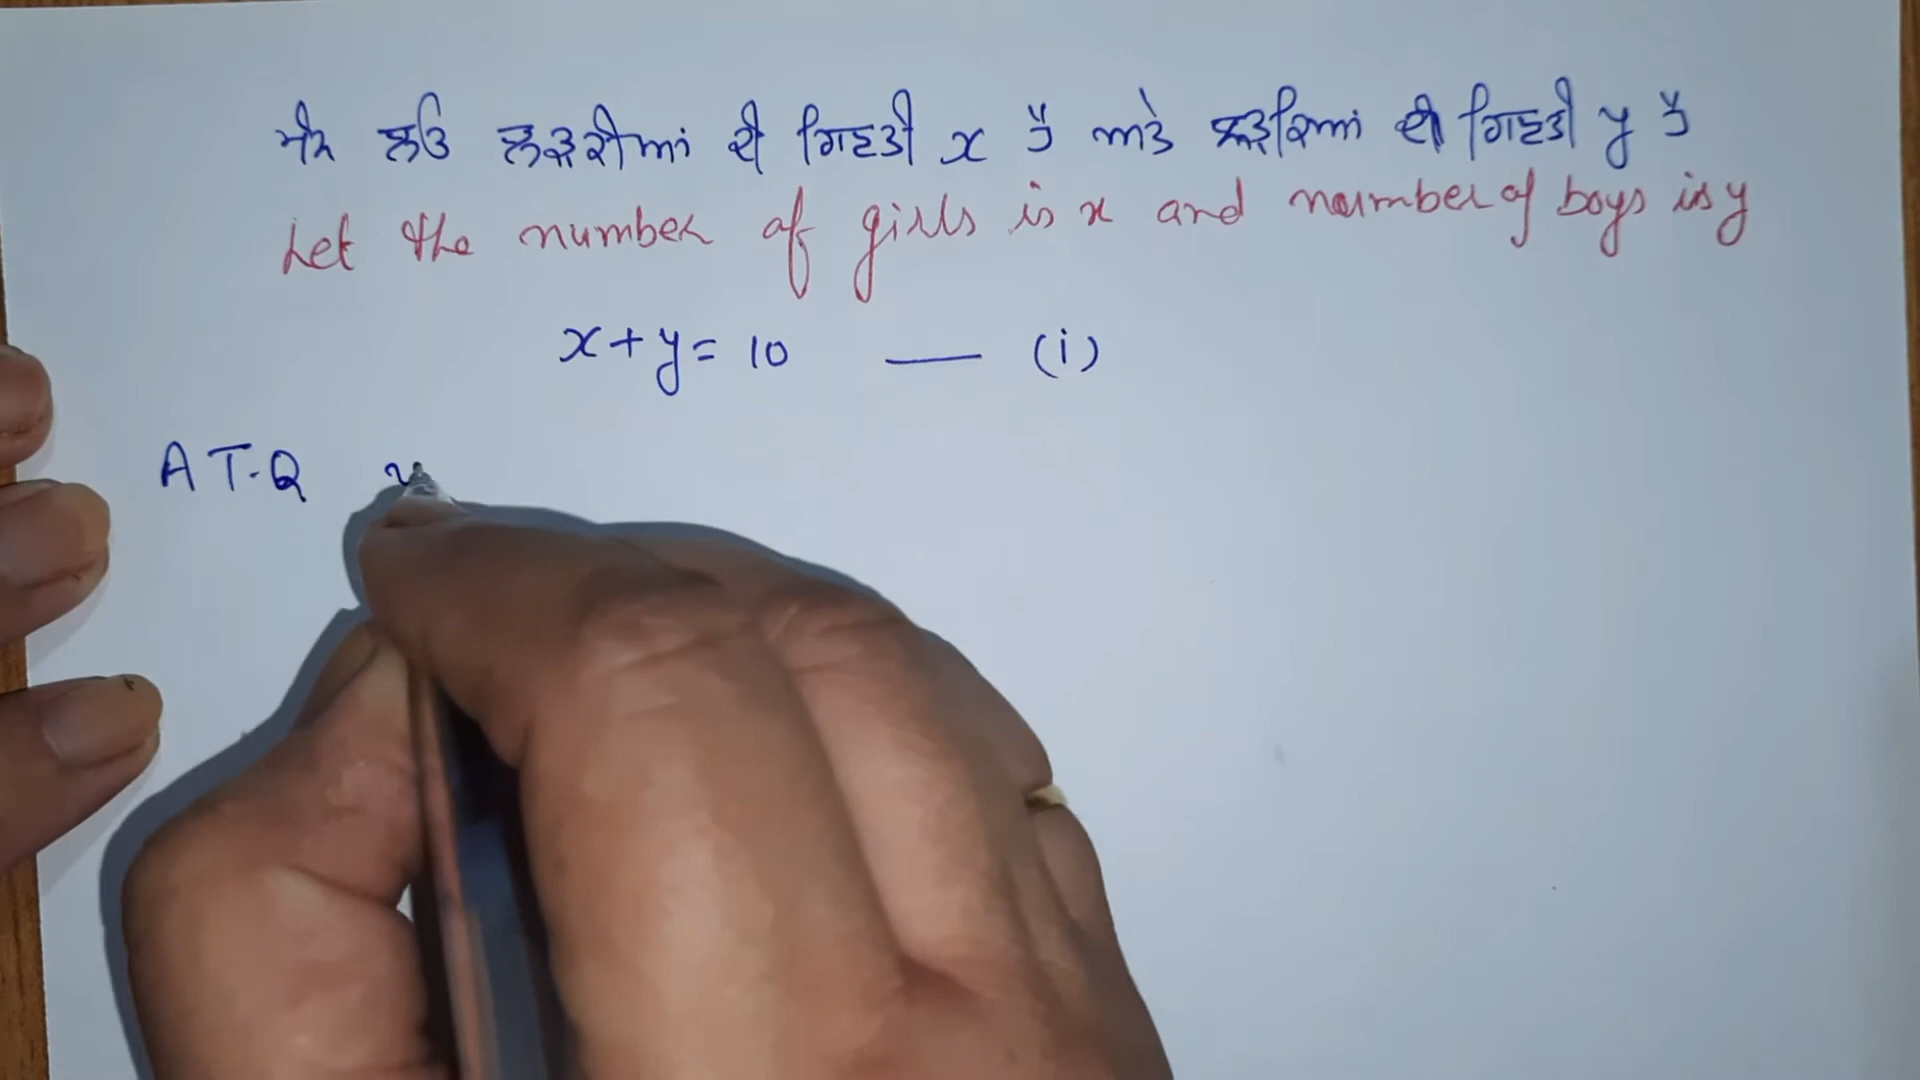 ਮੰਨ ਲਓ ਲੜਕੀਆਂ ਦੀ ਗਿਣਤੀ x ਹੈ ਅਤੇ ਲੜਕਿਆਂ ਦੀ ਗਿਣਤੀ y ਹੈ
Let the number of girls is x and number of boys is y
x + y = 10 —— (i)
A T.Q